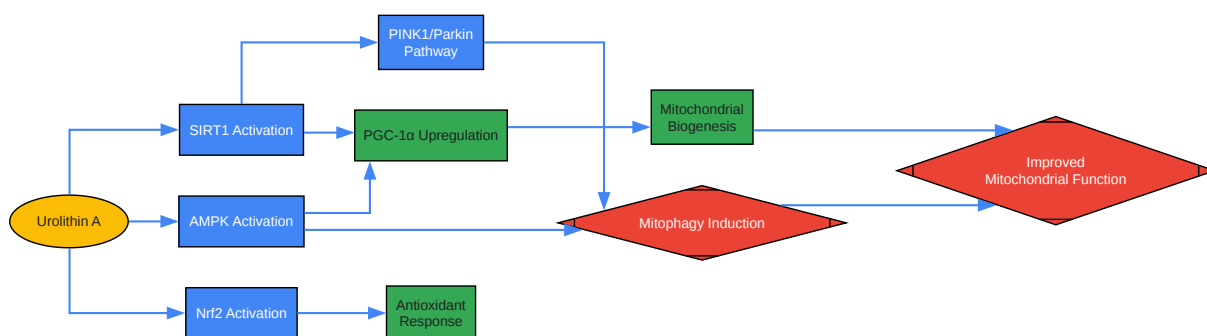 PINK1/Parkin
Pathway
SIRT1 Activation
PGC-1α Upregulation
Mitochondrial
Biogenesis
Improved
Mitochondrial Function
Urolithin A
AMPK Activation
Mitophagy Induction
Nrf2 Activation
Antioxidant
Response